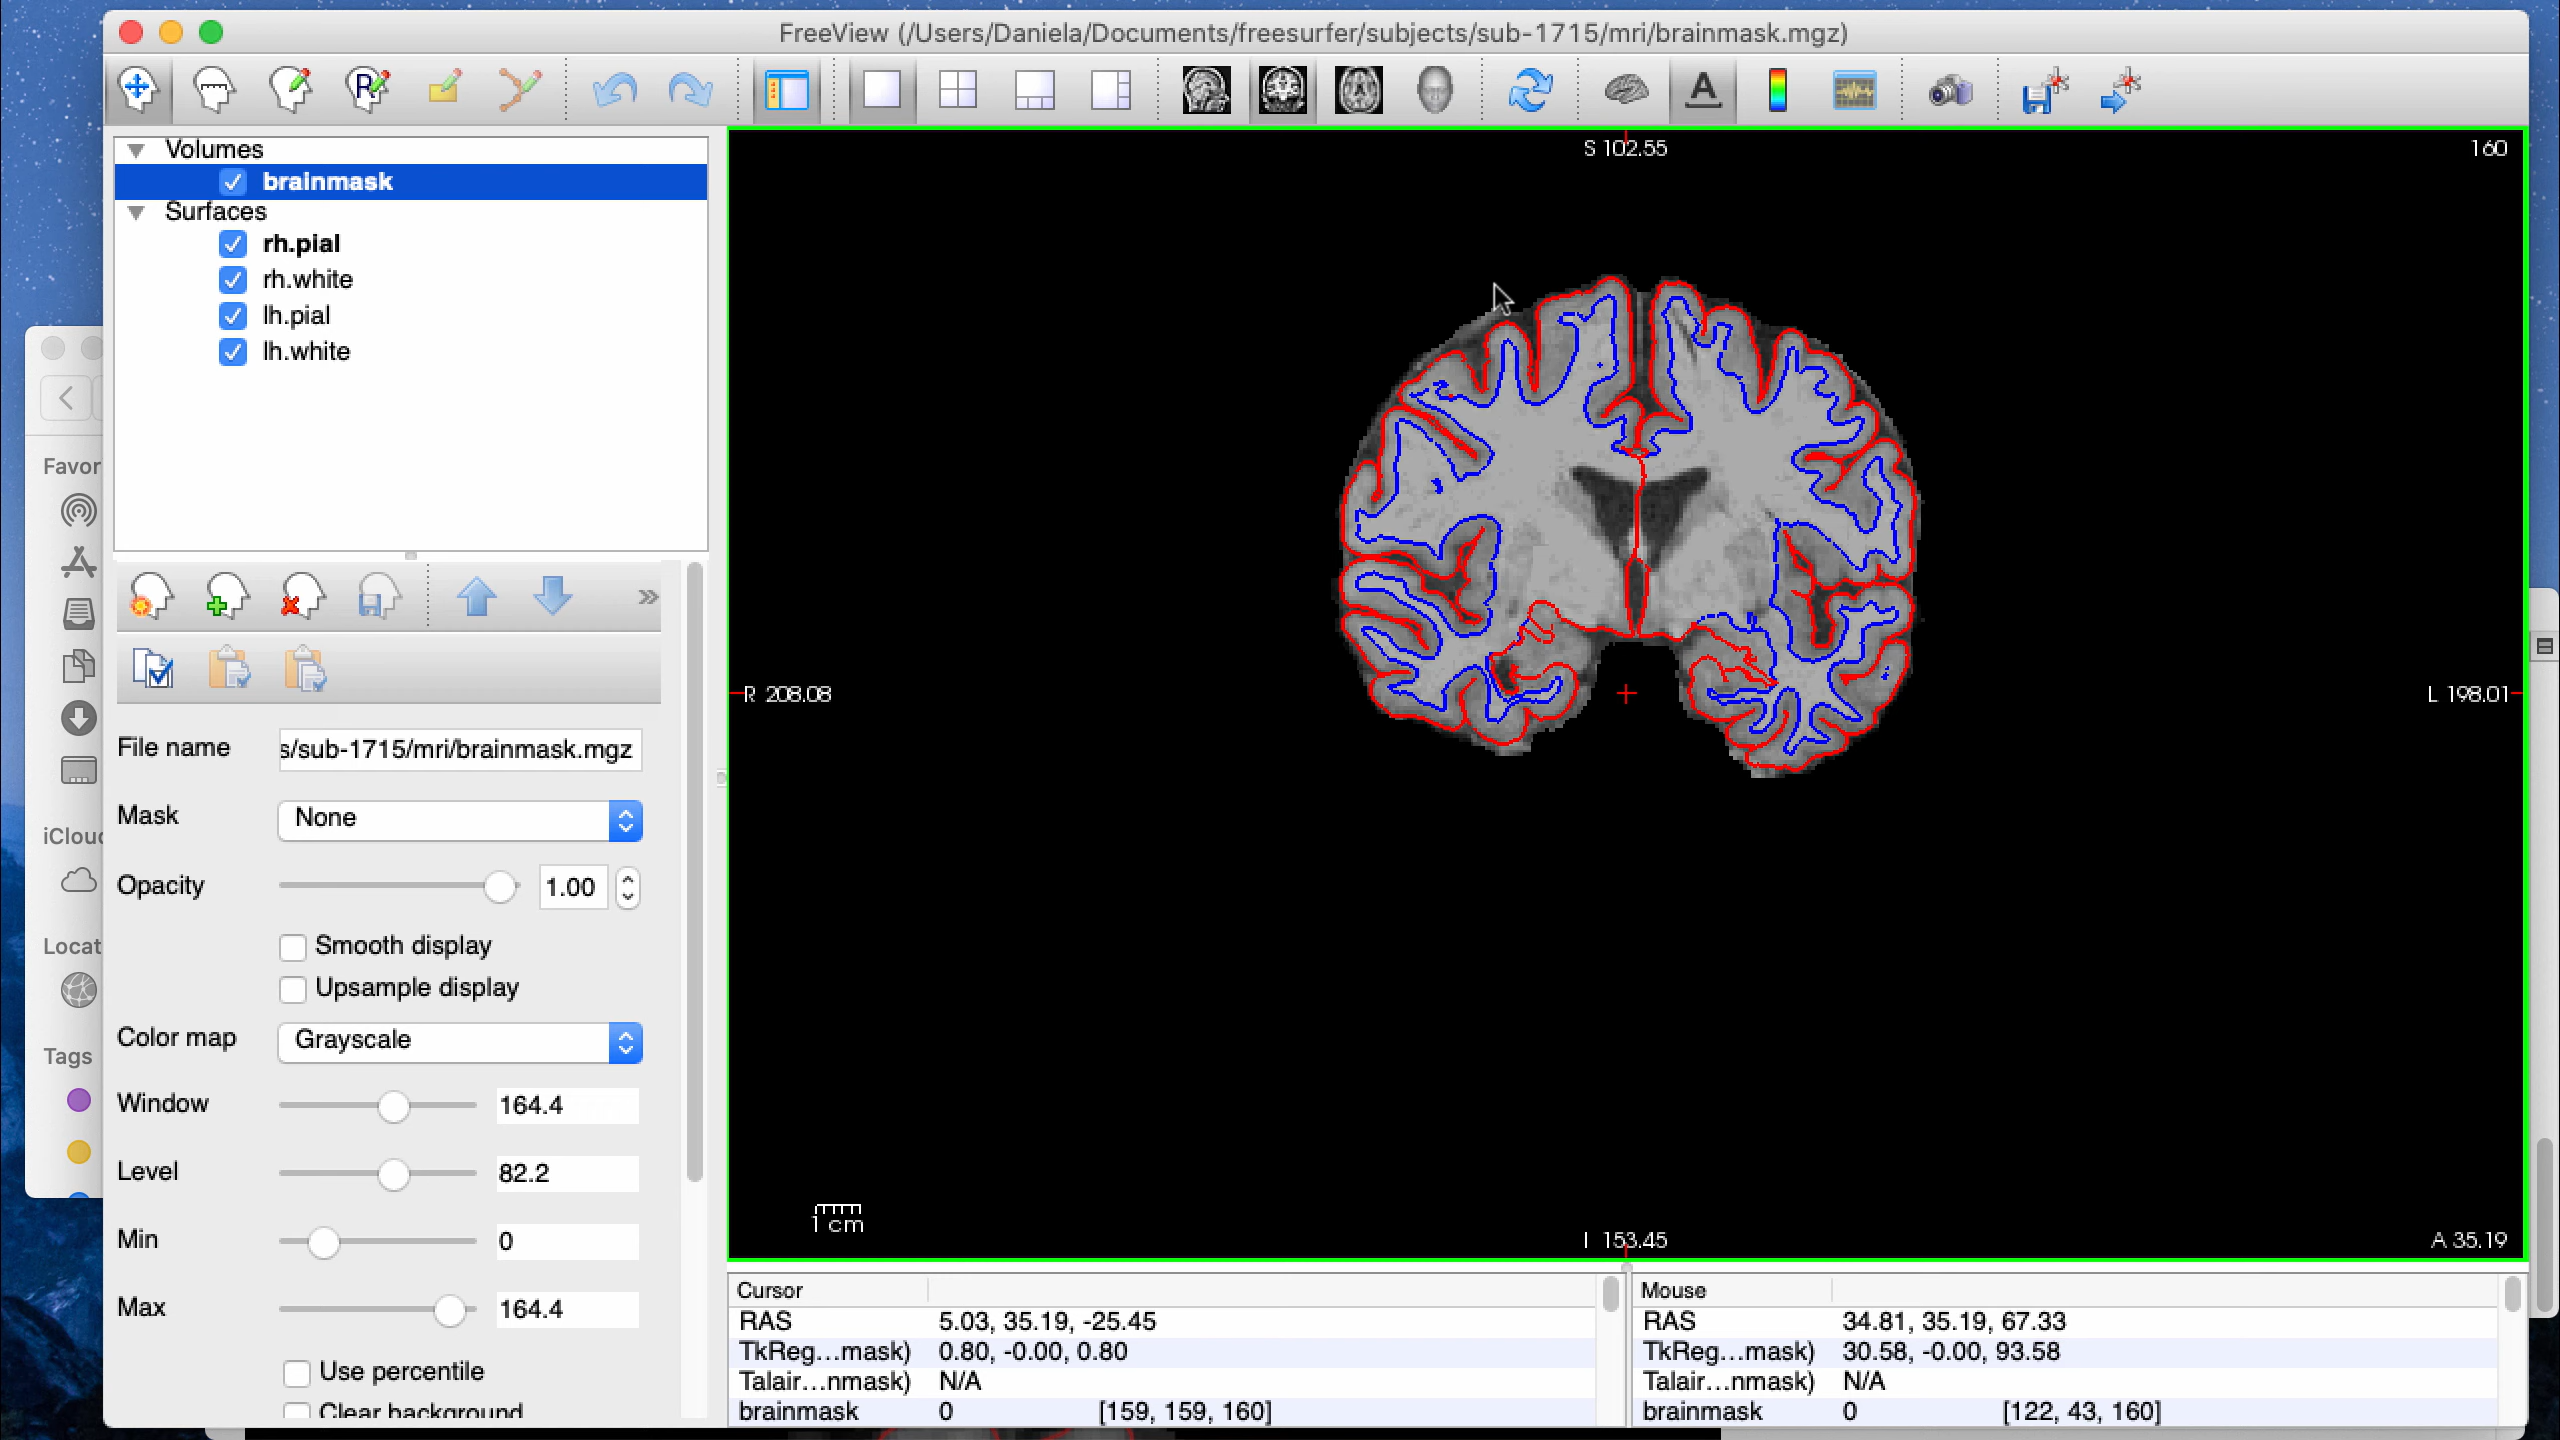 FreeView (/Users/Daniela/Documents/freesurfer/subjects/sub-1715/mri/brainmask.mgz)
R
A
Volumes
brainmask
Surfaces
rh.pial
rh.white
lh.pial
lh.white
»
File name s/sub-1715/mri/brainmask.mgz
Mask None
Opacity 1.00
Smooth display
Upsample display
Color map Grayscale
Window 164.4
Level 82.2
Min 0
Max 164.4
Use percentile
Clear background
Favor
iCloud
Locat
Tags
S 102.55
160
R 208.08
L 198.01
1 cm
I 153.45
A 35.19
Cursor
RAS 5.03, 35.19, -25.45
TkReg...mask) 0.80, -0.00, 0.80
Talair...nmask) N/A
brainmask 0 [159, 159, 160]
Mouse
RAS 34.81, 35.19, 67.33
TkReg...mask) 30.58, -0.00, 93.58
Talair...nmask) N/A
brainmask 0 [122, 43, 160]